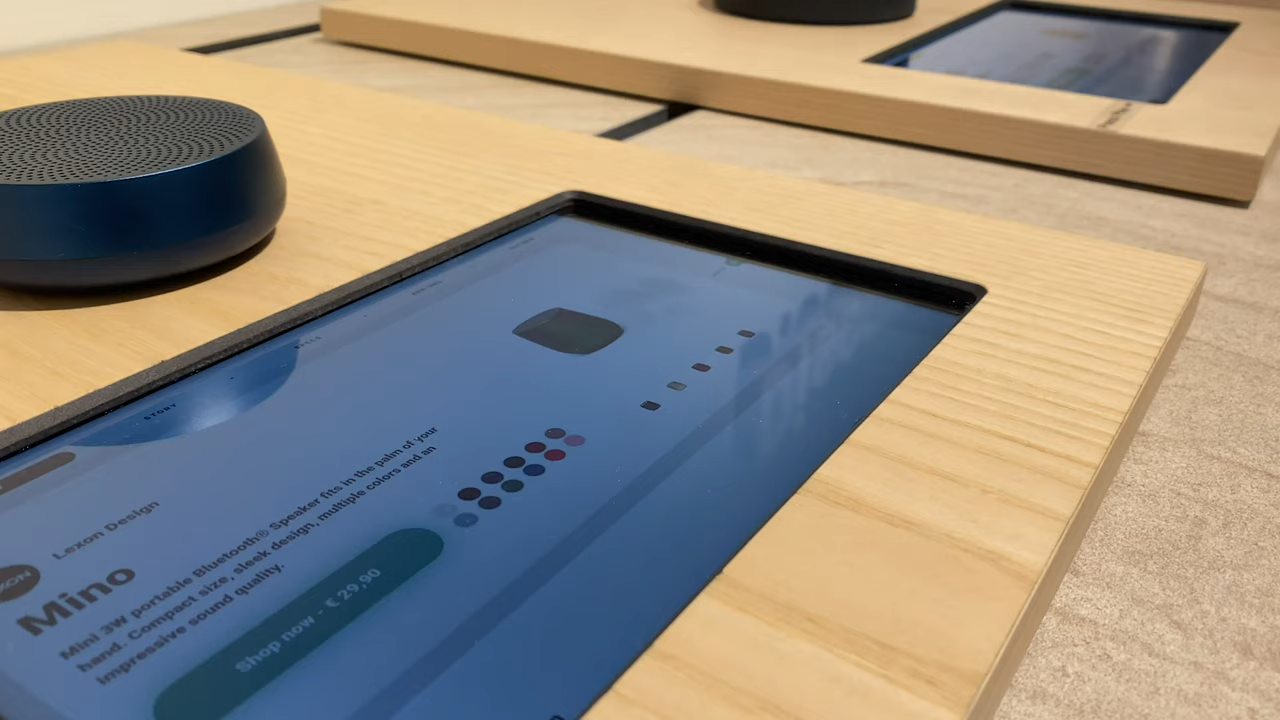 STORY
Lexon Design
Mino
Mini 3W portable Bluetooth® Speaker fits in the palm of your
hand. Compact size, sleek design, multiple colors and an
impressive sound quality.
Shop now - € 29,90